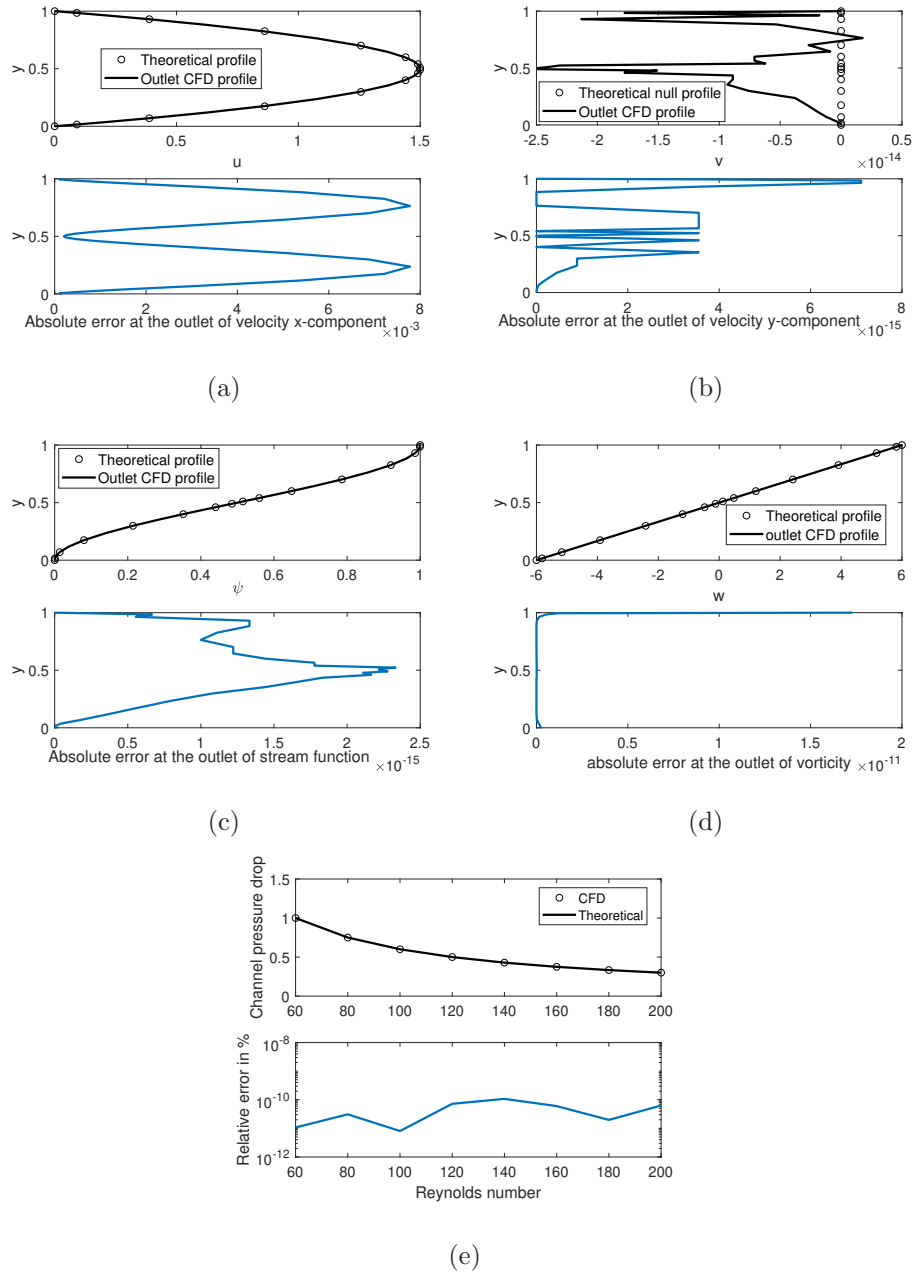 1
0.5
0
y
Theoretical profile
Outlet CFD profile
0 0.5 1 1.5
u
1
0.5
0
y
0 2 4 6 8
Absolute error at the outlet of velocity x-component
×10-3
(a)
1
0.5
0
y
Theoretical null profile
Outlet CFD profile
-2.5 -2 -1.5 -1 -0.5 0 0.5
v
×10-14
1
0.5
0
y
0 2 4 6 8
Absolute error at the outlet of velocity y-component
×10-15
(b)
1
0.5
0
y
Theoretical profile
Outlet CFD profile
0 0.2 0.4 0.6 0.8 1
ψ
1
0.5
0
y
0 0.5 1 1.5 2 2.5
Absolute error at the outlet of stream function
×10-15
(c)
1
0.5
0
y
Theoretical profile
outlet CFD profile
-6 -4 -2 0 2 4 6
w
1
0.5
0
y
0 0.5 1 1.5 2
absolute error at the outlet of vorticity
×10-11
(d)
1.5
1
0.5
0
Channel pressure drop
CFD
Theoretical
60 80 100 120 140 160 180 200
10-8
10-10
10-12
Relative error in %
60 80 100 120 140 160 180 200
Reynolds number
(e)